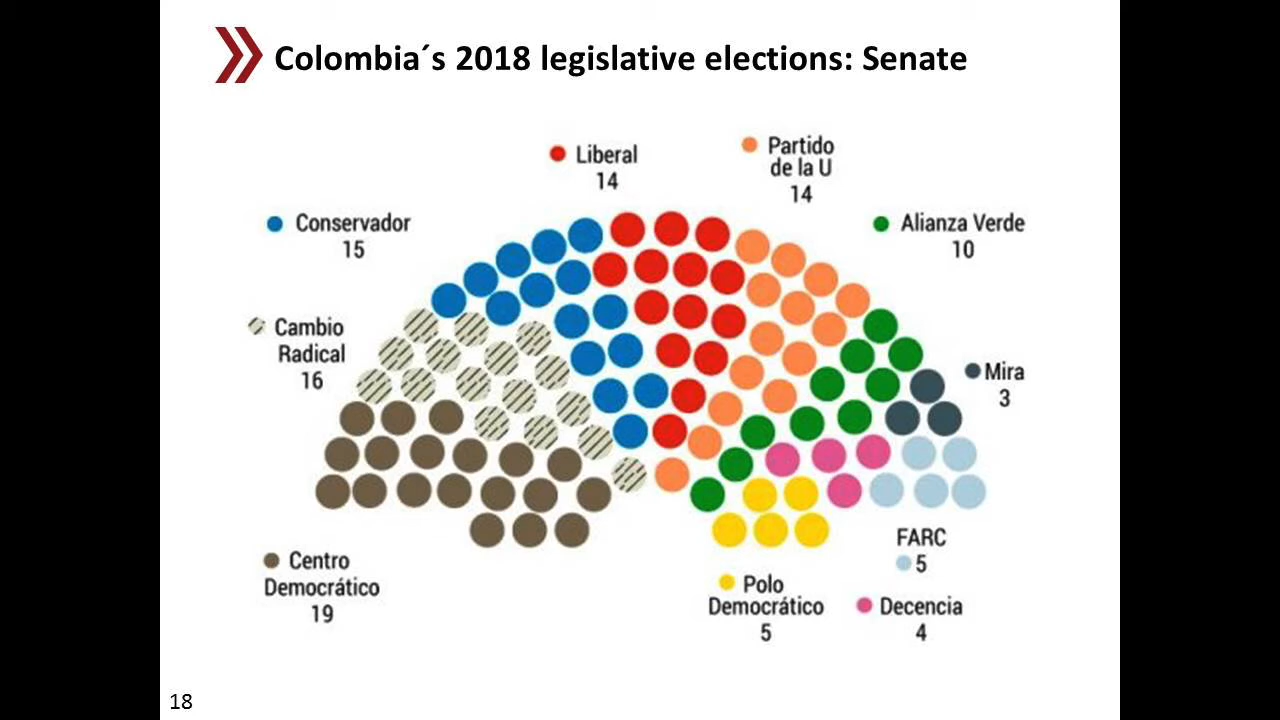 Colombia´s 2018 legislative elections: Senate
Liberal
14
Partido
de la U
14
Conservador
15
Alianza Verde
10
Cambio
Radical
16
Mira
3
Centro
Democrático
19
FARC
5
Polo
Democrático
5
Decencia
4
18